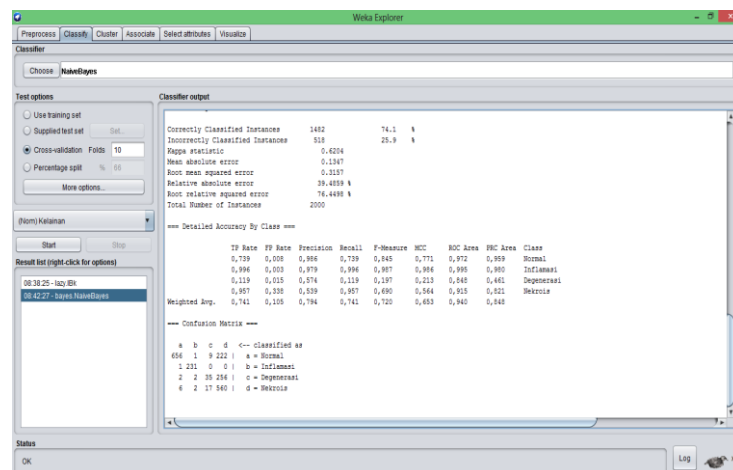 Weka Explorer
Preprocess Classify Cluster Associate Select attributes Visualize
Classifier
Choose NaiveBayes
Test options
Use training set
Supplied test set Set...
Cross-validation Folds 10
Percentage split % 66
More options...
(Nom) Kelainan
Start Stop
Result list (right-click for options)
08:38:25 - lazy.IBk
08:42:27 - bayes.NaiveBayes
Classifier output
Correctly Classified Instances 1482 74.1 %
Incorrectly Classified Instances 518 25.9 %
Kappa statistic 0.6204
Mean absolute error 0.1347
Root mean squared error 0.3157
Relative absolute error 39.4859 %
Root relative squared error 76.4498 %
Total Number of Instances 2000
=== Detailed Accuracy By Class ===
TP Rate FP Rate Precision Recall F-Measure MCC ROC Area PRC Area Class
0,739 0,008 0,986 0,739 0,845 0,771 0,972 0,959 Normal
0,996 0,003 0,979 0,996 0,987 0,986 0,995 0,980 Inflamasi
0,119 0,015 0,574 0,119 0,197 0,213 0,848 0,461 Degenerasi
0,957 0,338 0,539 0,957 0,690 0,564 0,915 0,821 Nekrosis
Weighted Avg. 0,741 0,105 0,794 0,741 0,720 0,653 0,940 0,848
=== Confusion Matrix ===
a b c d <-- classified as
656 1 9 222 | a = Normal
1 231 0 0 | b = Inflamasi
2 2 35 256 | c = Degenerasi
6 2 17 560 | d = Nekrosis
Status
OK
Log
x 0